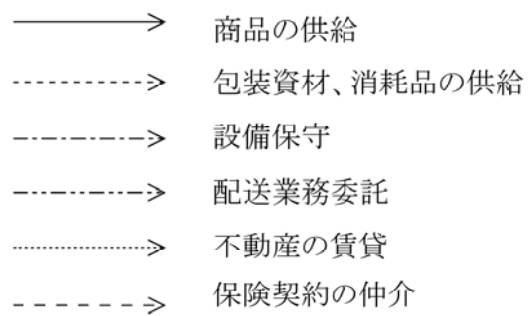 商品の供給
包装資材、消耗品の供給
設備保守
配送業務委託
不動産の賃貸
保険契約の仲介